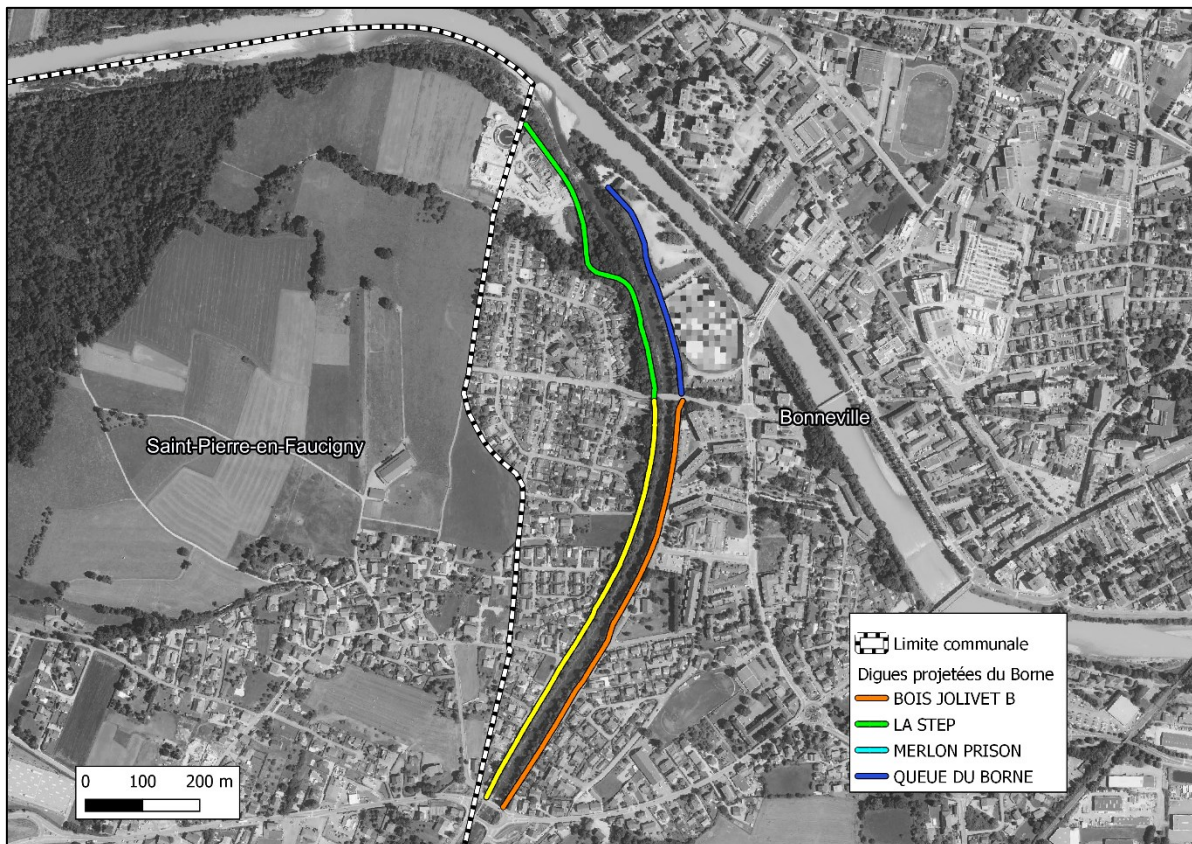 Saint-Pierre-en-Faucigny
Bonneville
Limite communale
Digues projetées du Borne
BOIS JOLIVET B
LA STEP
MERLON PRISON
QUEUE DU BORNE
0 100 200 m